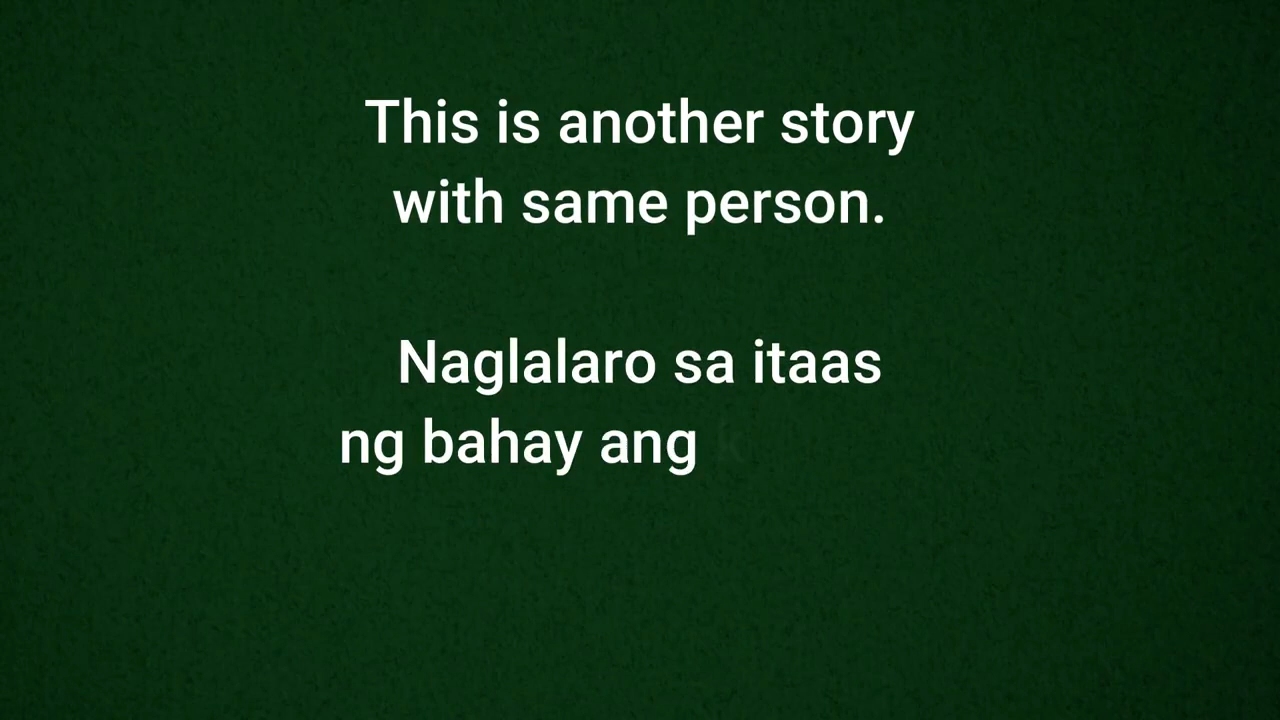 This is another story
with same person.
Naglalaro sa itaas
ng bahay ang